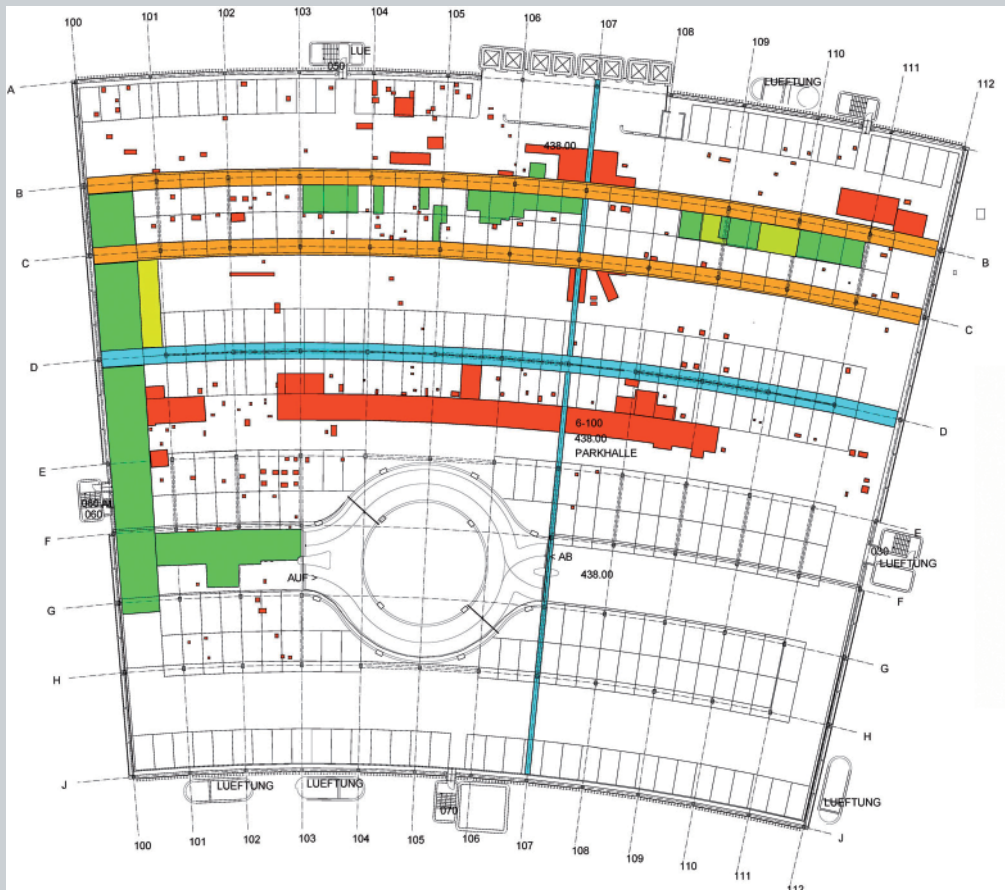 100
101
102
103
104
105
106
107
108
109
110
111
112
A
LUE
050
LUEFTUNG
438.00
B
B
C
C
D
D
6-100
438.00
PARKHALLE
E
E
060
F
F
AB
438.00
AUF >
030
LUEFTUNG
G
G
H
H
J
J
LUEFTUNG
LUEFTUNG
LUEFTUNG
070
100
101
102
103
104
105
106
107
108
109
110
111
112